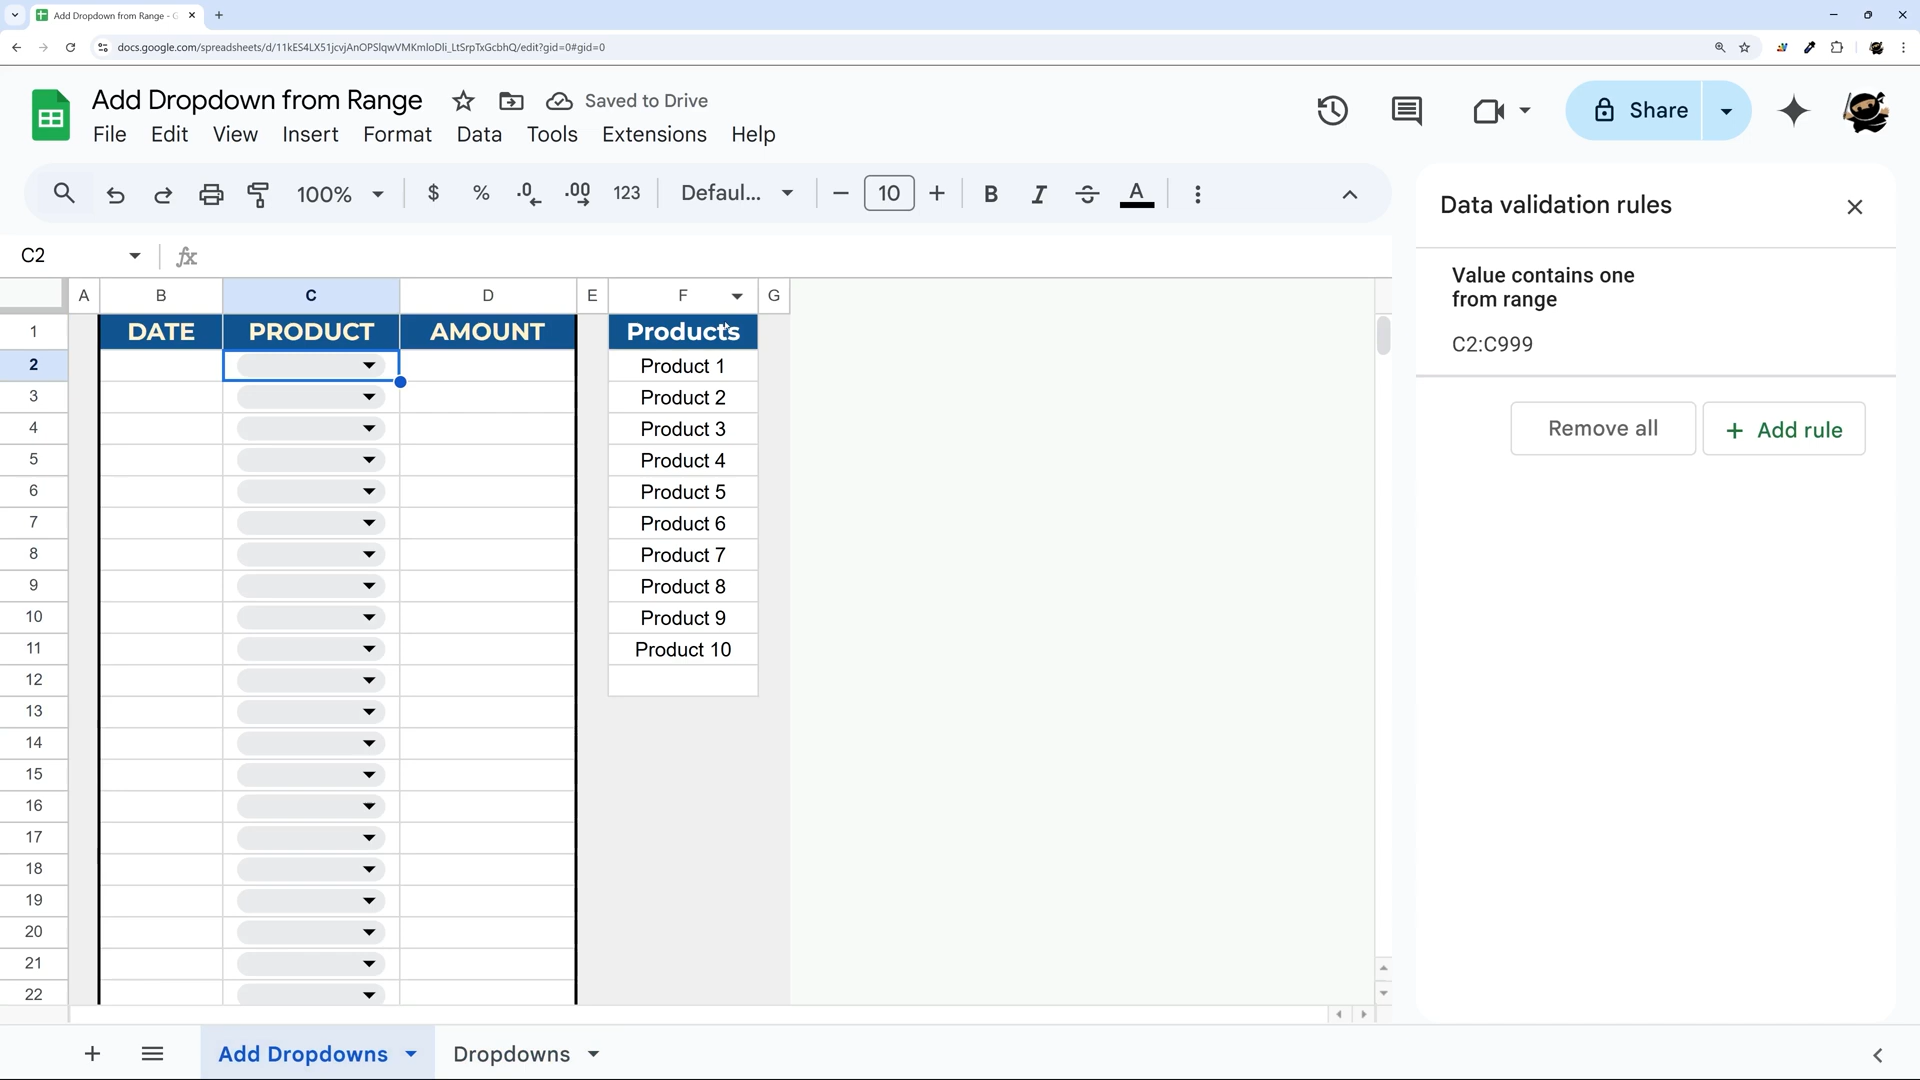 Add Dropdown from Range - G
docs.google.com/spreadsheets/d/11kES4LX51jcvjAnOPSlqwVMKmloDli_LtSrpTxGcbhQ/edit?gid=0#gid=0
Add Dropdown from Range
Saved to Drive
File Edit View Insert Format Data Tools Extensions Help
Share
100% $ % .0 .00 123 Defaul... 10 B I S A
Data validation rules
C2 fx
Value contains one
from range
C2:C999
Remove all
Add rule
A B C D E F G
1 DATE PRODUCT AMOUNT Products
2 Product 1
3 Product 2
4 Product 3
5 Product 4
6 Product 5
7 Product 6
8 Product 7
9 Product 8
10 Product 9
11 Product 10
12
13
14
15
16
17
18
19
20
21
22
Add Dropdowns Dropdowns